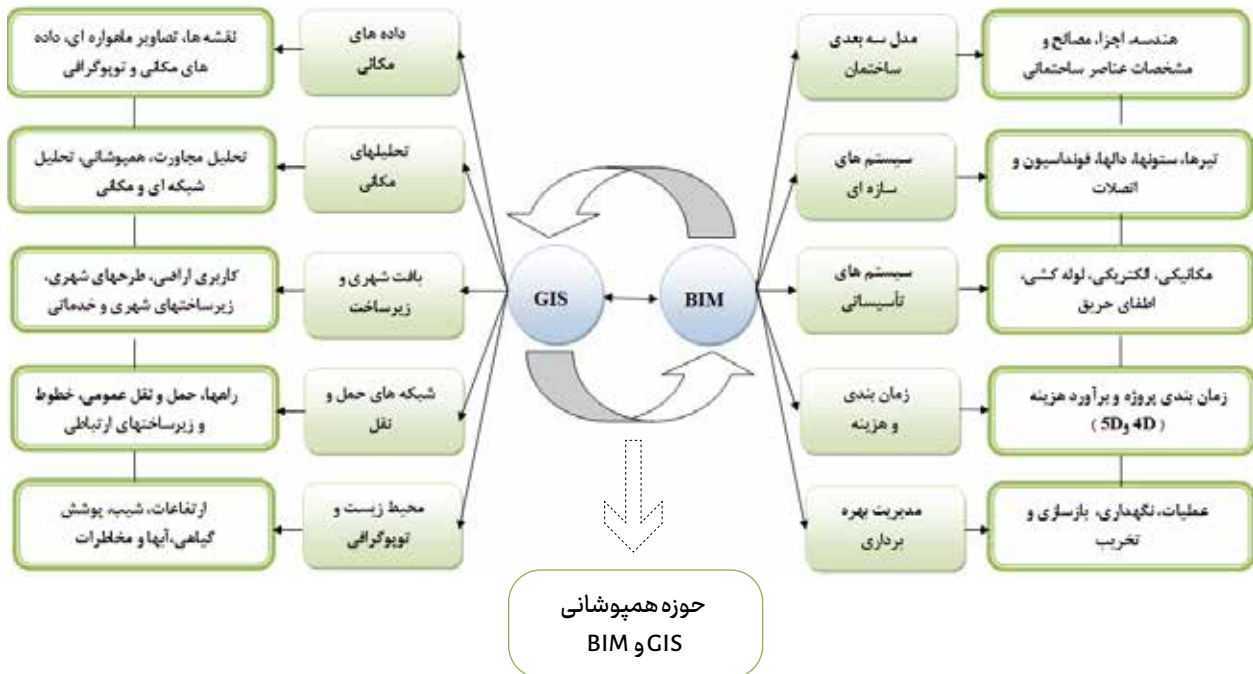 هندسه، اجزا، مصالح و
مشخصات عناصر ساختمانی
مدل سه بعدی
ساختمان
داده های
مکانی
نقشه ها، تصاویر ماهواره ای، داده
های مکانی و توپوگرافی
تیرها، ستونها، دالها، فونداسیون و
اتصلات
سیستم های
سازه ای
تحلیلهای
مکانی
تحلیل مجاورت، همپوشانی، تحلیل
شبکه ای و مکانی
مکانیکی، الکتریکی، لوله کشی،
اطفای حریق
سیستم های
تأسیساتی
BIM
GIS
بافت شهری و
زیرساخت
کاربری اراضی، طرحهای شهری،
زیرساختهای شهری و خدماتی
زمان بندی پروژه و برآورد هزینه
( 4D و5D )
زمان بندی
و هزینه
شبکه های حمل و
نقل
راهها، حمل و نقل عمومی، خطوط
و زیرساختهای ارتباطی
عملیات، نگهداری، بازسازی و
تخریب
مدیریت بهره
برداری
محیط زیست و
توپوگرافی
ارتفاعات، شیب، پوشش
گیاهی،آبها و مخاطرات
حوزه همپوشانی
GIS و BIM